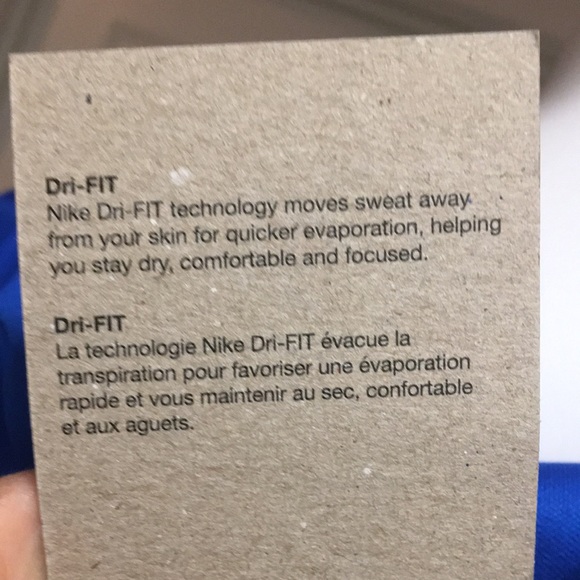 Dri-FIT
Nike Dri-FIT technology moves sweat away
from your skin for quicker evaporation, helping
you stay dry, comfortable and focused.
Dri-FIT
La technologie Nike Dri-FIT évacue la
transpiration pour favoriser une évaporation
rapide et vous maintenir au sec, confortable
et aux aguets.